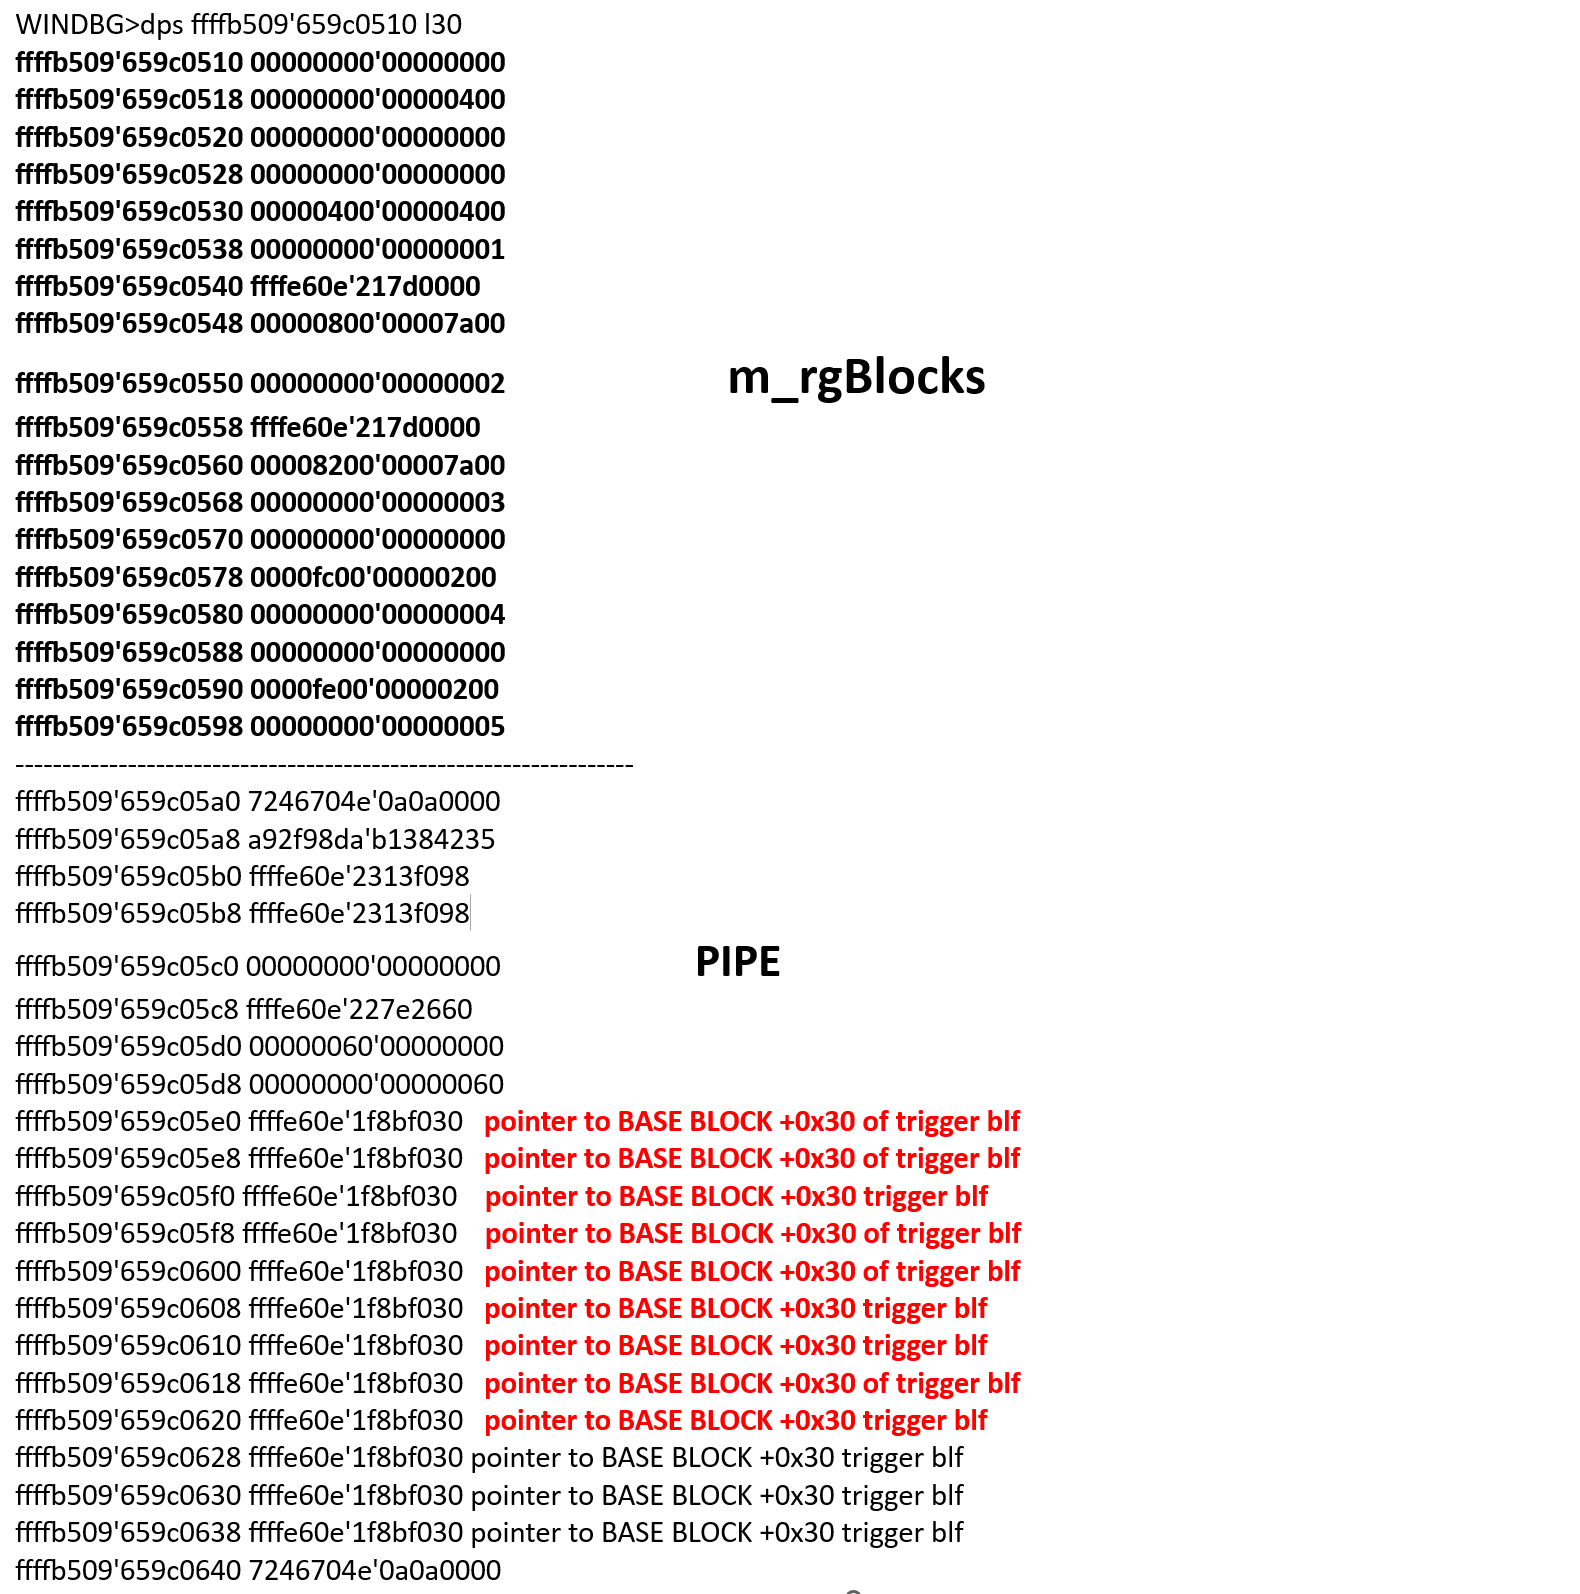 WINDBG>dps ffffb509'659c0510 l30
ffffb509'659c0510 00000000'00000000
ffffb509'659c0518 00000000'00000400
ffffb509'659c0520 00000000'00000000
ffffb509'659c0528 00000000'00000000
ffffb509'659c0530 00000400'00000400
ffffb509'659c0538 00000000'00000001
ffffb509'659c0540 ffffe60e'217d0000
ffffb509'659c0548 00000800'00007a00
ffffb509'659c0550 00000000'00000002 m_rgBlocks
ffffb509'659c0558 ffffe60e'217d0000
ffffb509'659c0560 00008200'00007a00
ffffb509'659c0568 00000000'00000003
ffffb509'659c0570 00000000'00000000
ffffb509'659c0578 0000fc00'00000200
ffffb509'659c0580 00000000'00000004
ffffb509'659c0588 00000000'00000000
ffffb509'659c0590 0000fe00'00000200
ffffb509'659c0598 00000000'00000005
------------------------------------------------------------------
ffffb509'659c05a0 7246704e'0a0a0000
ffffb509'659c05a8 a92f98da'b1384235
ffffb509'659c05b0 ffffe60e'2313f098
ffffb509'659c05b8 ffffe60e'2313f098
ffffb509'659c05c0 00000000'00000000 PIPE
ffffb509'659c05c8 ffffe60e'227e2660
ffffb509'659c05d0 00000060'00000000
ffffb509'659c05d8 00000000'00000060
ffffb509'659c05e0 ffffe60e'1f8bf030 pointer to BASE BLOCK +0x30 of trigger blf
ffffb509'659c05e8 ffffe60e'1f8bf030 pointer to BASE BLOCK +0x30 of trigger blf
ffffb509'659c05f0 ffffe60e'1f8bf030 pointer to BASE BLOCK +0x30 trigger blf
ffffb509'659c05f8 ffffe60e'1f8bf030 pointer to BASE BLOCK +0x30 of trigger blf
ffffb509'659c0600 ffffe60e'1f8bf030 pointer to BASE BLOCK +0x30 of trigger blf
ffffb509'659c0608 ffffe60e'1f8bf030 pointer to BASE BLOCK +0x30 trigger blf
ffffb509'659c0610 ffffe60e'1f8bf030 pointer to BASE BLOCK +0x30 trigger blf
ffffb509'659c0618 ffffe60e'1f8bf030 pointer to BASE BLOCK +0x30 of trigger blf
ffffb509'659c0620 ffffe60e'1f8bf030 pointer to BASE BLOCK +0x30 trigger blf
ffffb509'659c0628 ffffe60e'1f8bf030 pointer to BASE BLOCK +0x30 trigger blf
ffffb509'659c0630 ffffe60e'1f8bf030 pointer to BASE BLOCK +0x30 trigger blf
ffffb509'659c0638 ffffe60e'1f8bf030 pointer to BASE BLOCK +0x30 trigger blf
ffffb509'659c0640 7246704e'0a0a0000